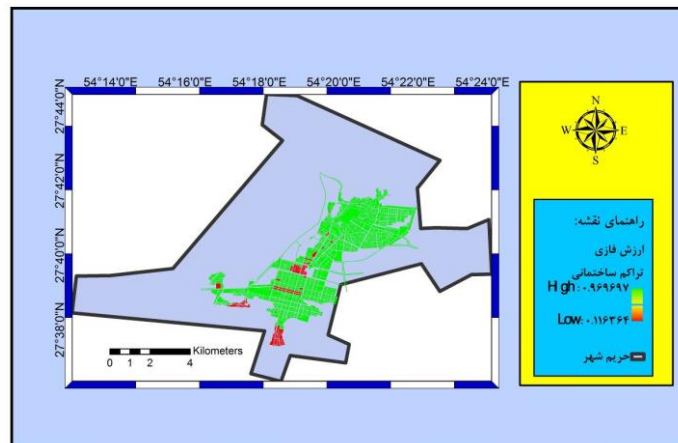 54°14'0"E 54°16'0"E 54°18'0"E 54°20'0"E 54°22'0"E 54°24'0"E
27°44'0"N
27°42'0"N
27°40'0"N
27°38'0"N
Kilometers
0 1 2 4
N
W E
S
راهنمای نقشه:
ارزش فازی
تراکم ساختمانی
High:۰.۹۶۹۶۹۷
Low:۰.۱۱۶۳۶۴
حریم شهر